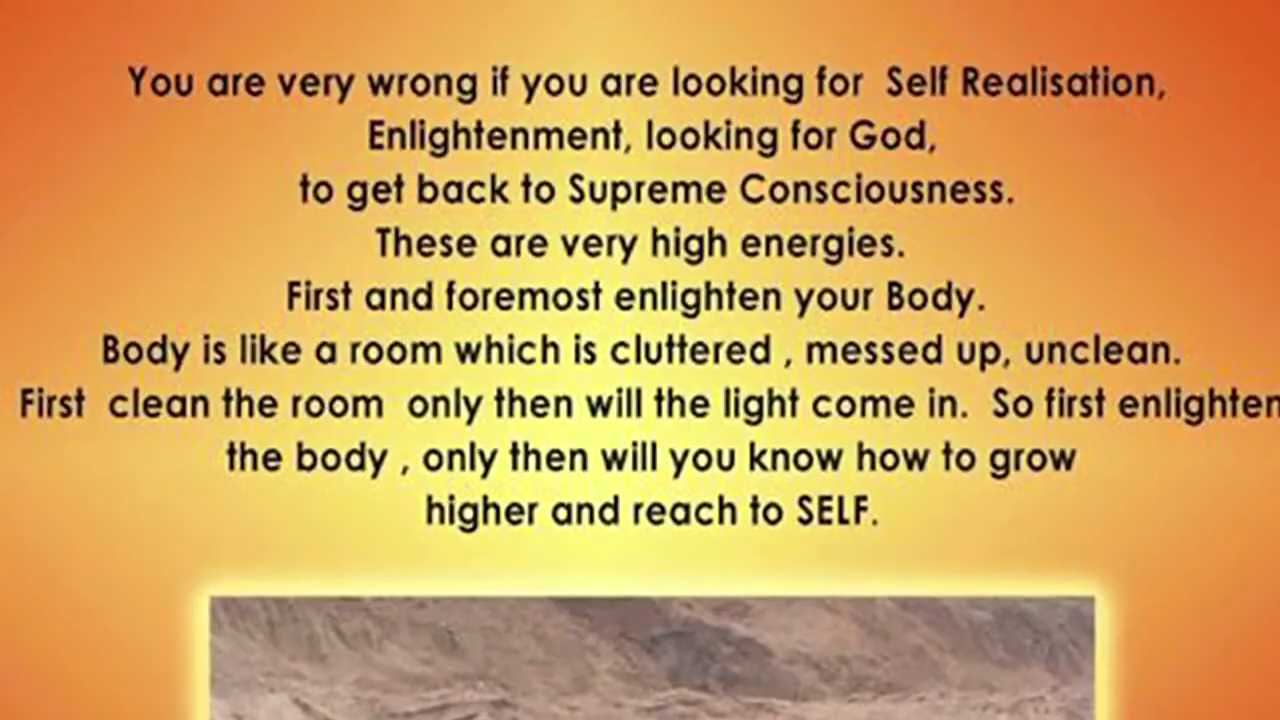 You are very wrong if you are looking for  Self Realisation,
Enlightenment, looking for God,
to get back to Supreme Consciousness.
These are very high energies.
First and foremost enlighten your Body.
Body is like a room which is cluttered , messed up, unclean.
First  clean the room  only then will the light come in.  So first enlighten
the body , only then will you know how to grow
higher and reach to SELF.